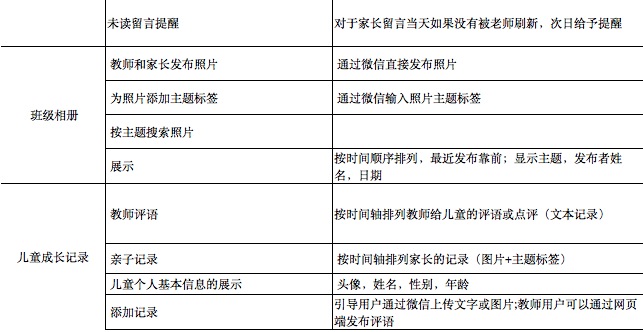 未读留言提醒
对于家长留言当天如果没有被老师刷新，次日给予提醒
班级相册
教师和家长发布照片
通过微信直接发布照片
为照片添加主题标签
通过微信输入照片主题标签
按主题搜索照片
展示
按时间顺序排列，最近发布靠前；显示主题，发布者姓
名，日期
儿童成长记录
教师评语
按时间轴排列教师给儿童的评语或点评（文本记录）
亲子记录
按时间轴排列家长的记录（图片+主题标签）
儿童个人基本信息的展示
头像，姓名，性别，年龄
添加记录
引导用户通过微信上传文字或图片;教师用户可以通过网页
端发布评语